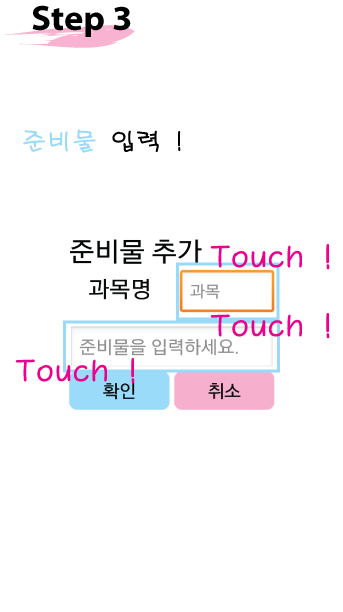 Step 3
준비물 입력 !
준비물 추가
Touch !
과목명
과목
Touch !
준비물을 입력하세요.
Touch !
확인
취소